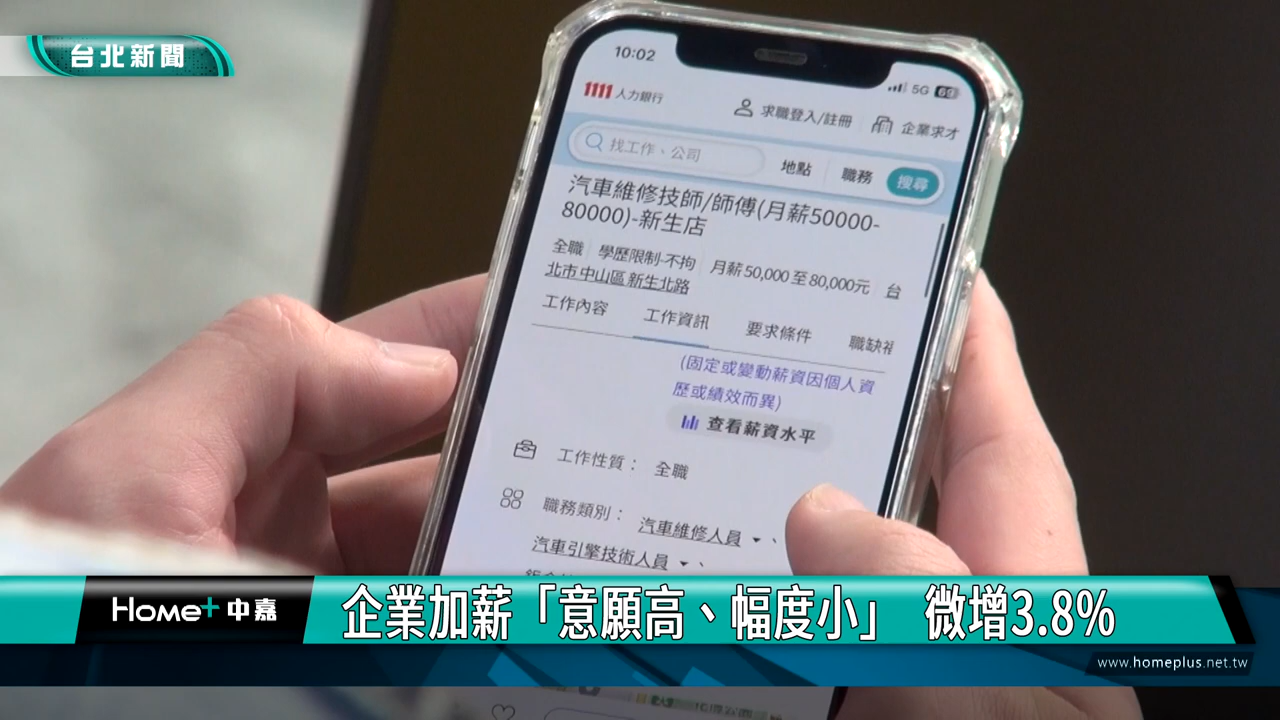 台北新聞
10:02
5G 69
1111 人力銀行
求職登入/註冊
企業求才
找工作、公司
地點
職務
搜尋
汽車維修技師/師傅(月薪50000-
80000)-新生店
全職 學歷限制-不拘 月薪50,000 至 80,000元 台
北市中山區新生北路
工作內容 工作資訊 要求條件 職缺福
(固定或變動薪資因個人資
歷或績效而異)
查看薪資水平
工作性質： 全職
職務類別： 汽車維修人員、
汽車引擎技術人員、
Home+ 中嘉
企業加薪「意願高、幅度小」 微增3.8%
www.homeplus.net.tw